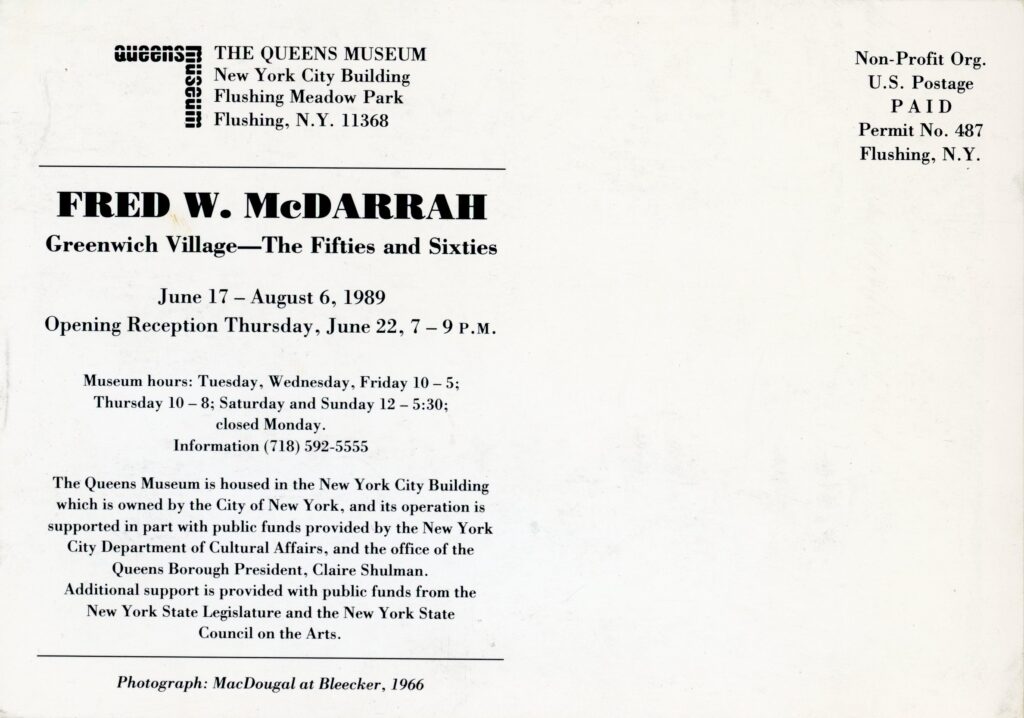 queens museum
THE QUEENS MUSEUM
New York City Building
Flushing Meadow Park
Flushing, N.Y. 11368
Non-Profit Org.
U.S. Postage
PAID
Permit No. 487
Flushing, N.Y.
FRED W. McDARRAH
Greenwich Village—The Fifties and Sixties
June 17 – August 6, 1989
Opening Reception Thursday, June 22, 7 – 9 P.M.
Museum hours: Tuesday, Wednesday, Friday 10 – 5;
Thursday 10 – 8; Saturday and Sunday 12 – 5:30;
closed Monday.
Information (718) 592-5555
The Queens Museum is housed in the New York City Building
which is owned by the City of New York, and its operation is
supported in part with public funds provided by the New York
City Department of Cultural Affairs, and the office of the
Queens Borough President, Claire Shulman.
Additional support is provided with public funds from the
New York State Legislature and the New York State
Council on the Arts.
Photograph: MacDougal at Bleecker, 1966